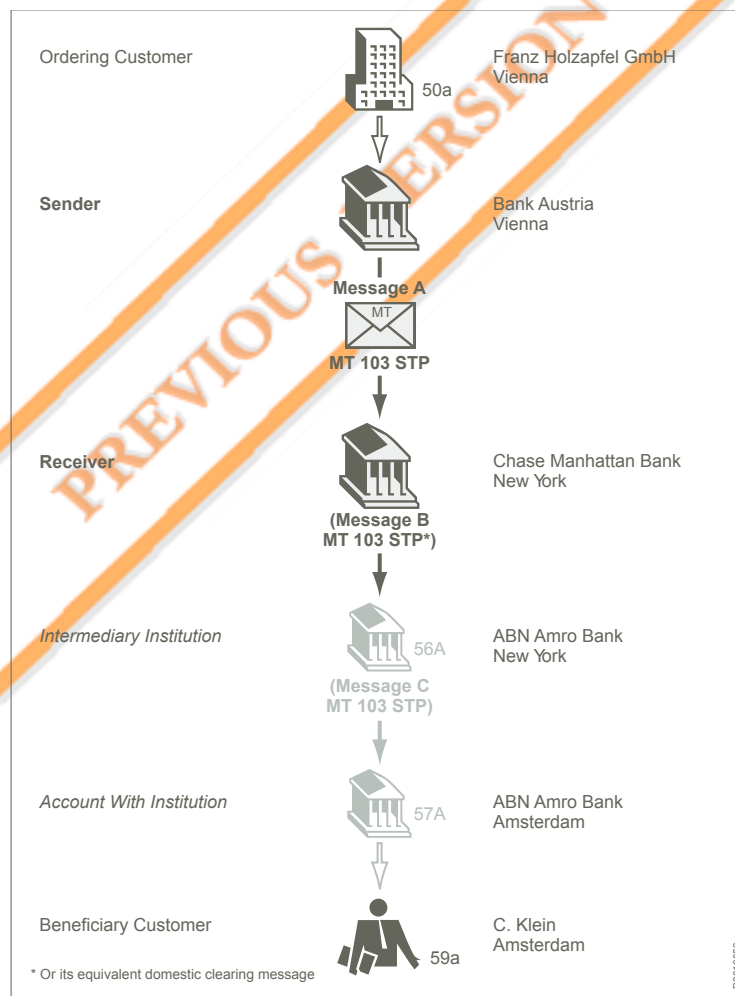 Ordering Customer
50a
Franz Holzapfel GmbH
Vienna
Sender
Bank Austria
Vienna
Message A
MT
MT 103 STP
Receiver
Chase Manhattan Bank
New York
(Message B
MT 103 STP*)
Intermediary Institution
56A
ABN Amro Bank
New York
(Message C
MT 103 STP)
Account With Institution
57A
ABN Amro Bank
Amsterdam
Beneficiary Customer
59a
C. Klein
Amsterdam
* Or its equivalent domestic clearing message
PREVIOUS VERSION